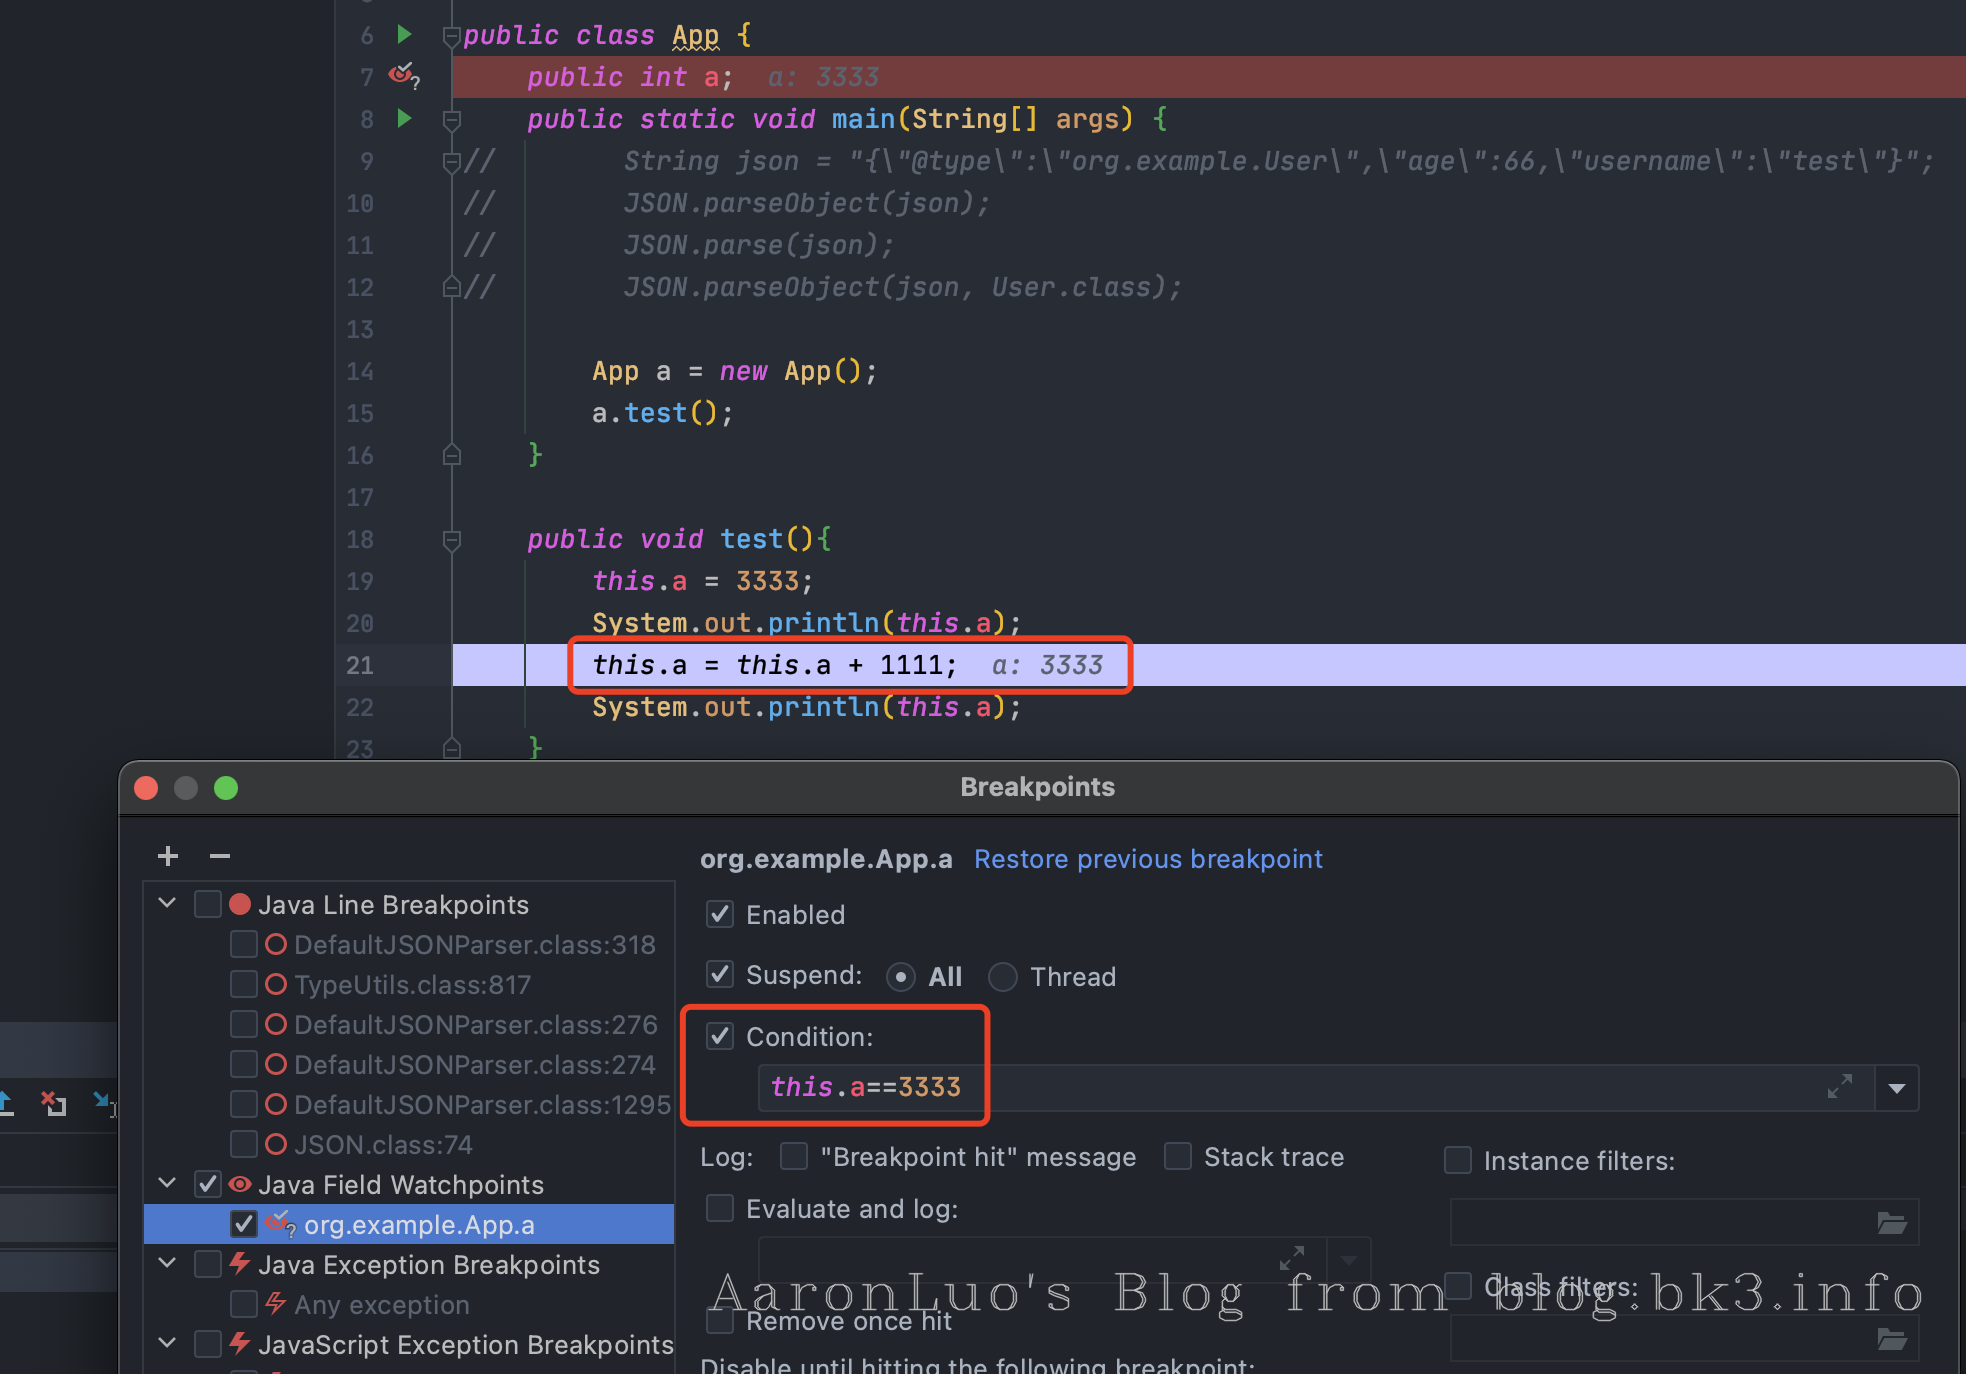 6 public class App {
7 public int a; a: 3333
8 public static void main(String[] args) {
9 // String json = "{\"@type\":\"org.example.User\",\"age\":66,\"username\":\"test\"}";
10 // JSON.parseObject(json);
11 // JSON.parse(json);
12 // JSON.parseObject(json, User.class);
13
14 App a = new App();
15 a.test();
16 }
17
18 public void test(){
19 this.a = 3333;
20 System.out.println(this.a);
21 this.a = this.a + 1111; a: 3333
22 System.out.println(this.a);
23 }
Breakpoints
Java Line Breakpoints
DefaultJSONParser.class:318
TypeUtils.class:817
DefaultJSONParser.class:276
DefaultJSONParser.class:274
DefaultJSONParser.class:1295
JSON.class:74
Java Field Watchpoints
org.example.App.a
Java Exception Breakpoints
Any exception
JavaScript Exception Breakpoints
org.example.App.a Restore previous breakpoint
Enabled
Suspend: All Thread
Condition:
this.a==3333
Log: "Breakpoint hit" message Stack trace
Instance filters:
Evaluate and log:
Class filters:
AaronLuo's Blog from blog.bk3.info
Remove once hit
Disable until hitting the following breakpoint: